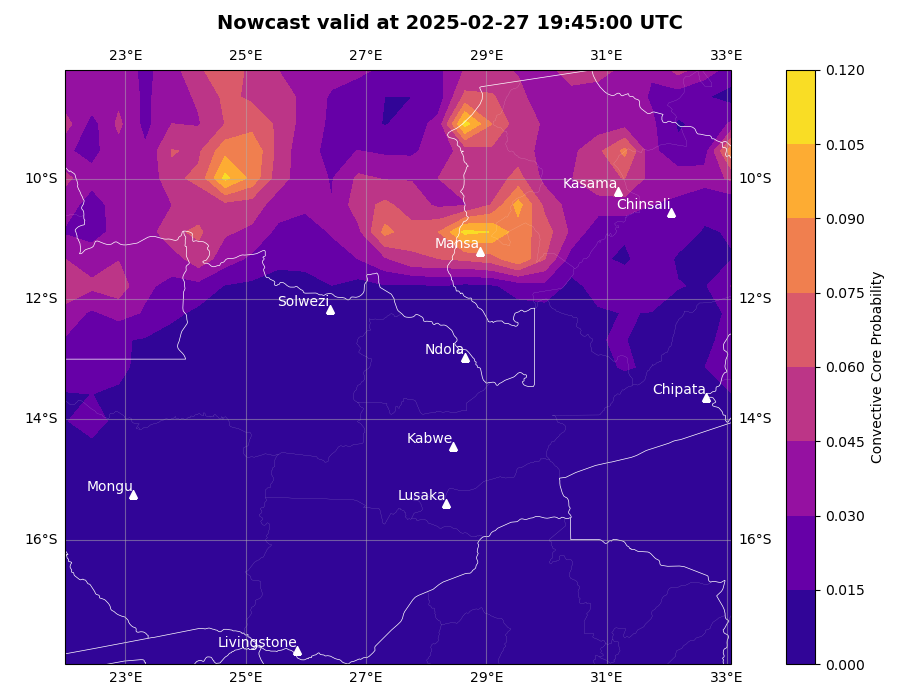 Nowcast valid at 2025-02-27 19:45:00 UTC
23°E 25°E 27°E 29°E 31°E 33°E
0.120
0.105
10°S 10°S
Kasama
Chinsali
0.090
Mansa
0.075
12°S 12°S
Solwezi
Ndola
0.060
Chipata
14°S 14°S
Kabwe
0.045
Mongu
Lusaka
0.030
16°S 16°S
0.015
Livingstone
0.000
23°E 25°E 27°E 29°E 31°E 33°E
Convective Core Probability